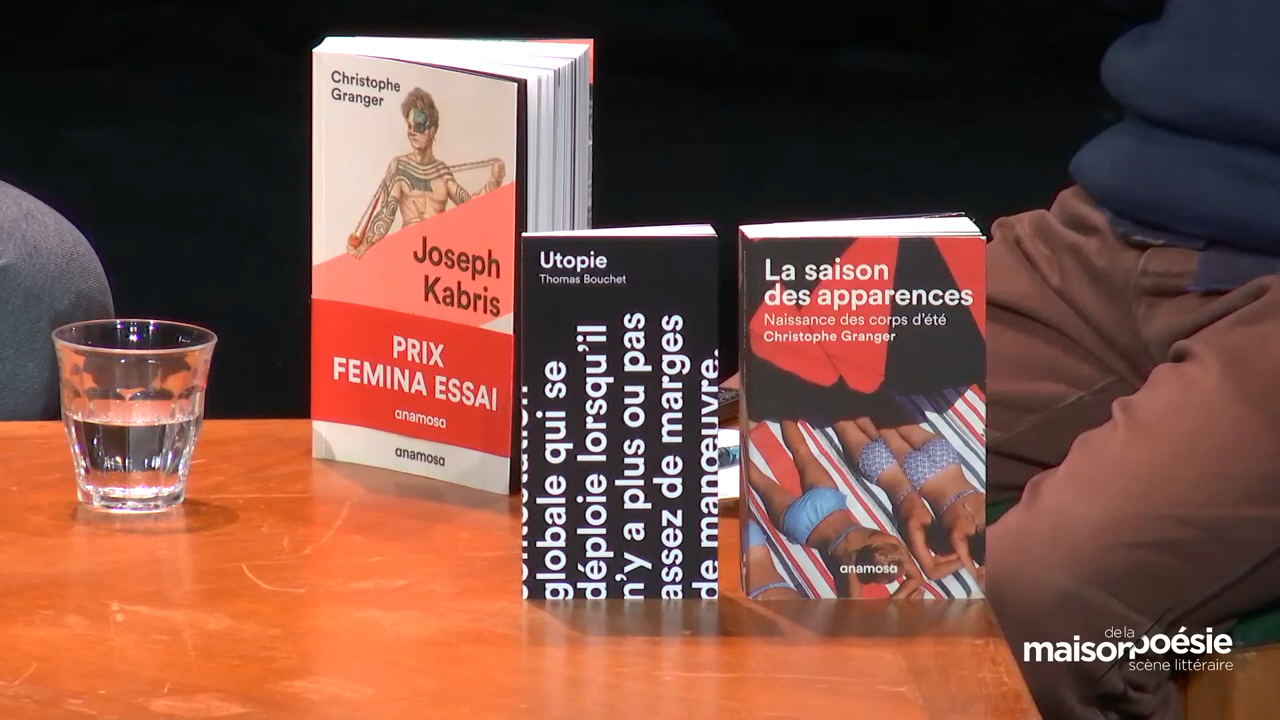 Christophe
Granger
Joseph
Kabris
PRIX
FEMINA ESSAI
anamosa
anamosa
Utopie
Thomas Bouchet
globale qui se
déploie lorsqu'il
n'y a plus ou pas
assez de marges
de manœuvre.
La saison
des apparences
Naissance des corps d'été
Christophe Granger
anamosa
de la
maison poésie
scène littéraire